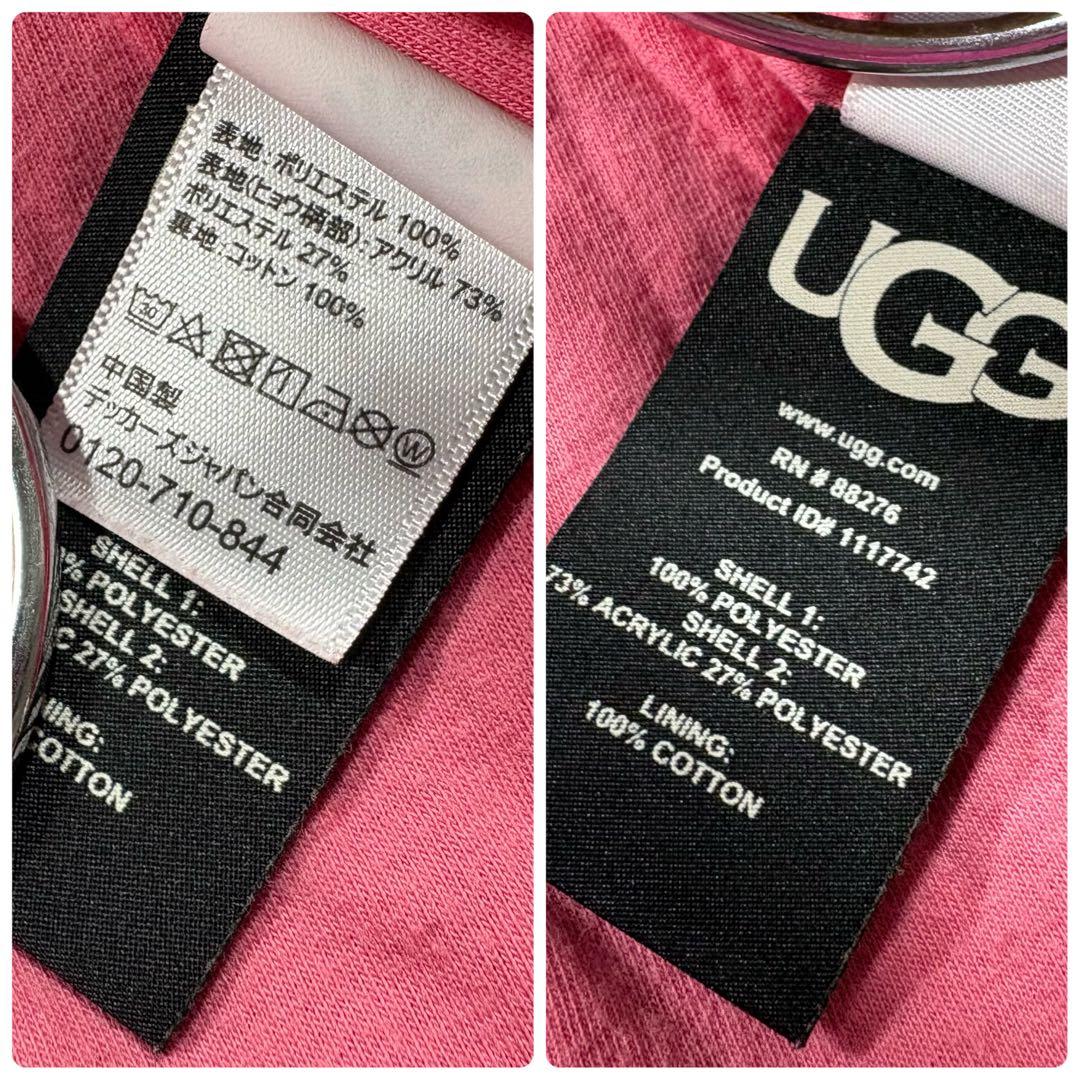 表地:ポリエステル 100%
表地(ヒョウ柄部):アクリル 73%
ポリエステル 27%
裏地:コットン 100%
30
W
中国製
デッカーズジャパン合同会社
0120-710-844
SHELL 1:
% POLYESTER
SHELL 2:
C 27% POLYESTER
NING:
COTTON
UGG
www.ugg.com
RN # 88276
Product ID# 1117742
SHELL 1:
100% POLYESTER
SHELL 2:
73% ACRYLIC 27% POLYESTER
LINING:
100% COTTON